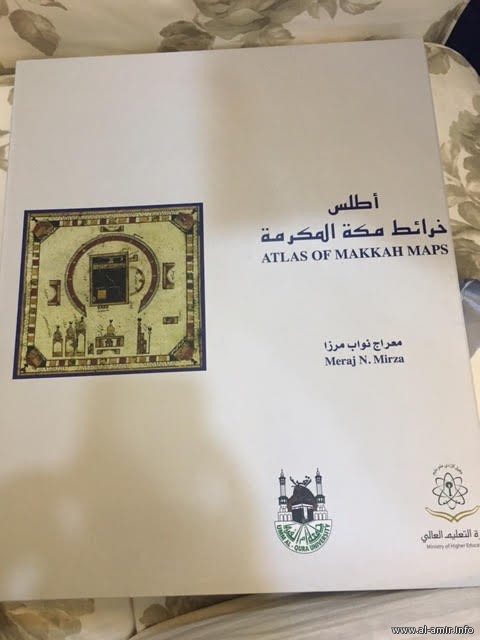 أطلس
خرائط مكة المكرمة
ATLAS OF MAKKAH MAPS
معراج نواب مرزا
Meraj N. Mirza
UMM AL-QURA UNIVERSITY
ة التعليم العالي
Ministry of Higher Educa
www.al-amir.info